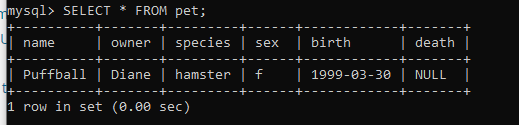 mysql> SELECT * FROM pet;
+----------+-------+---------+------+------------+-------+
| name     | owner | species | sex  | birth      | death |
+----------+-------+---------+------+------------+-------+
| Puffball | Diane | hamster | f    | 1999-03-30 | NULL  |
+----------+-------+---------+------+------------+-------+
1 row in set (0.00 sec)